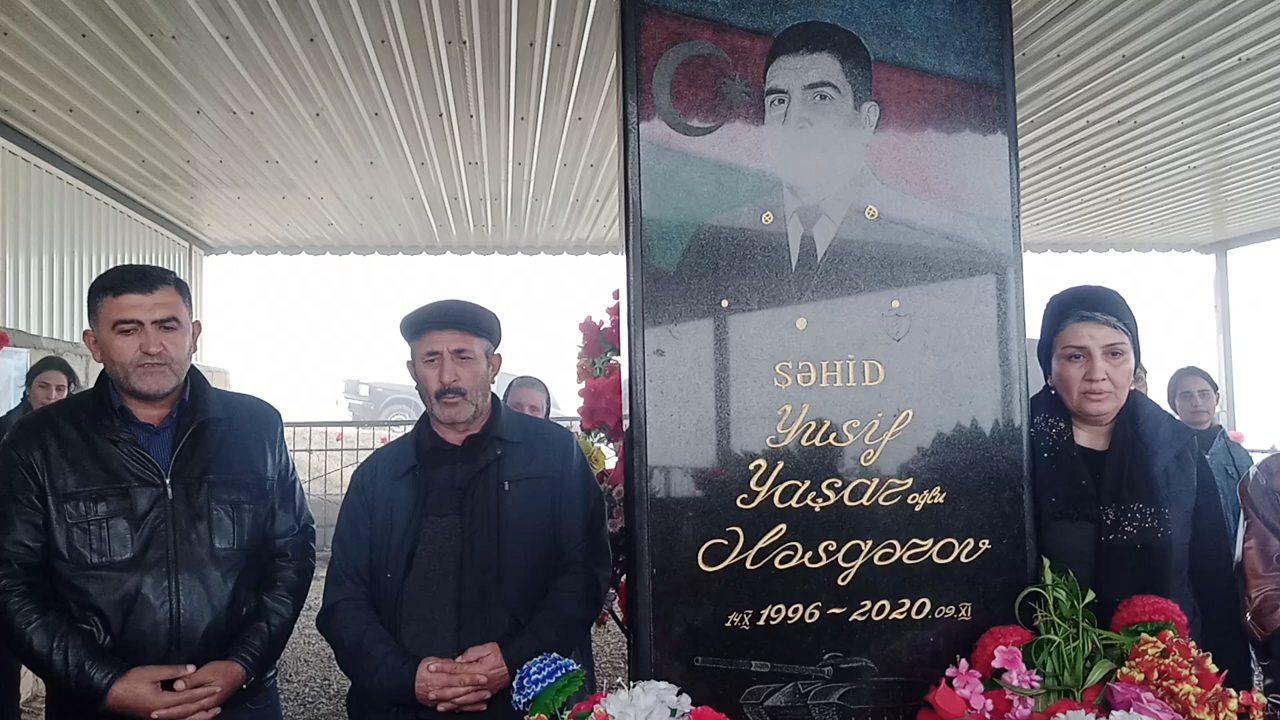 ŞƏHİD
Yusif
Yaşar oğlu
Ələsgərov
14.X 1996 ~ 2020.09.XI